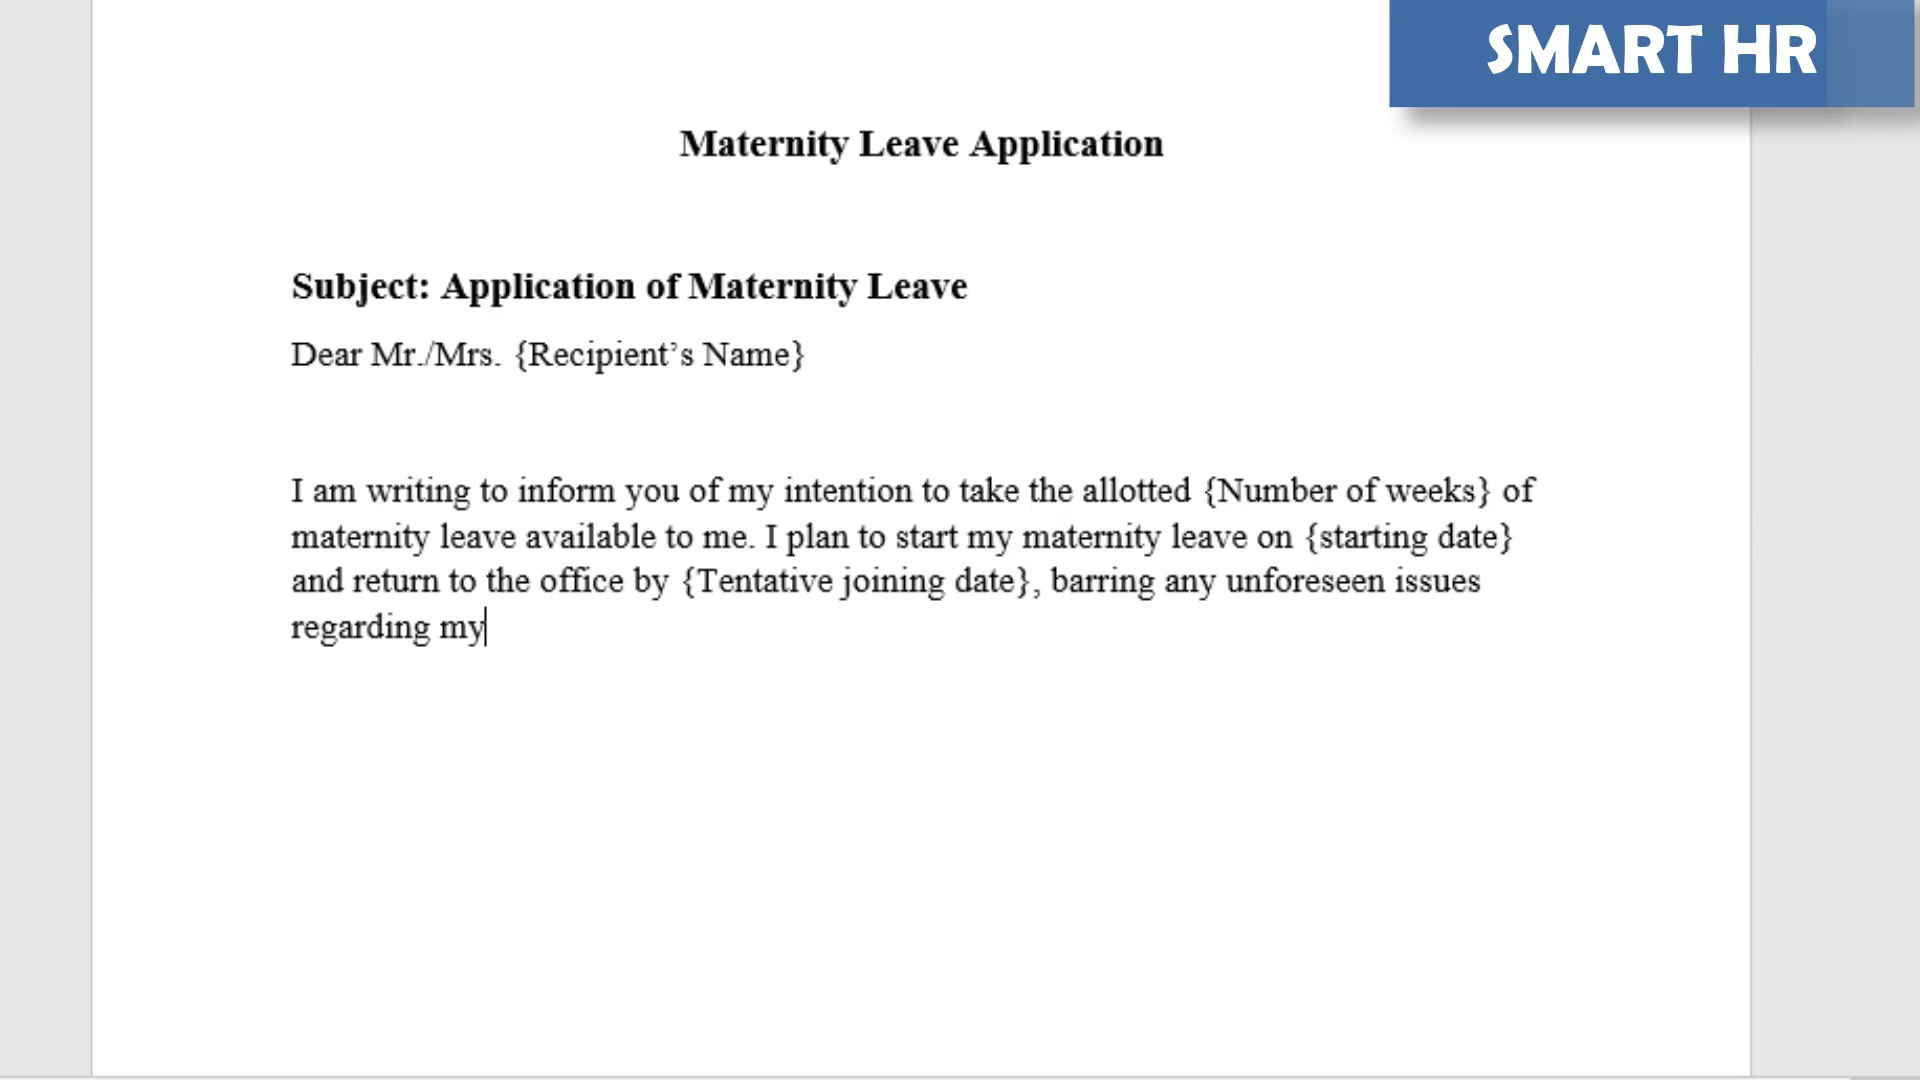 SMART HR
Maternity Leave Application
Subject: Application of Maternity Leave
Dear Mr./Mrs. {Recipient’s Name}
I am writing to inform you of my intention to take the allotted {Number of weeks} of
maternity leave available to me. I plan to start my maternity leave on {starting date}
and return to the office by {Tentative joining date}, barring any unforeseen issues
regarding my